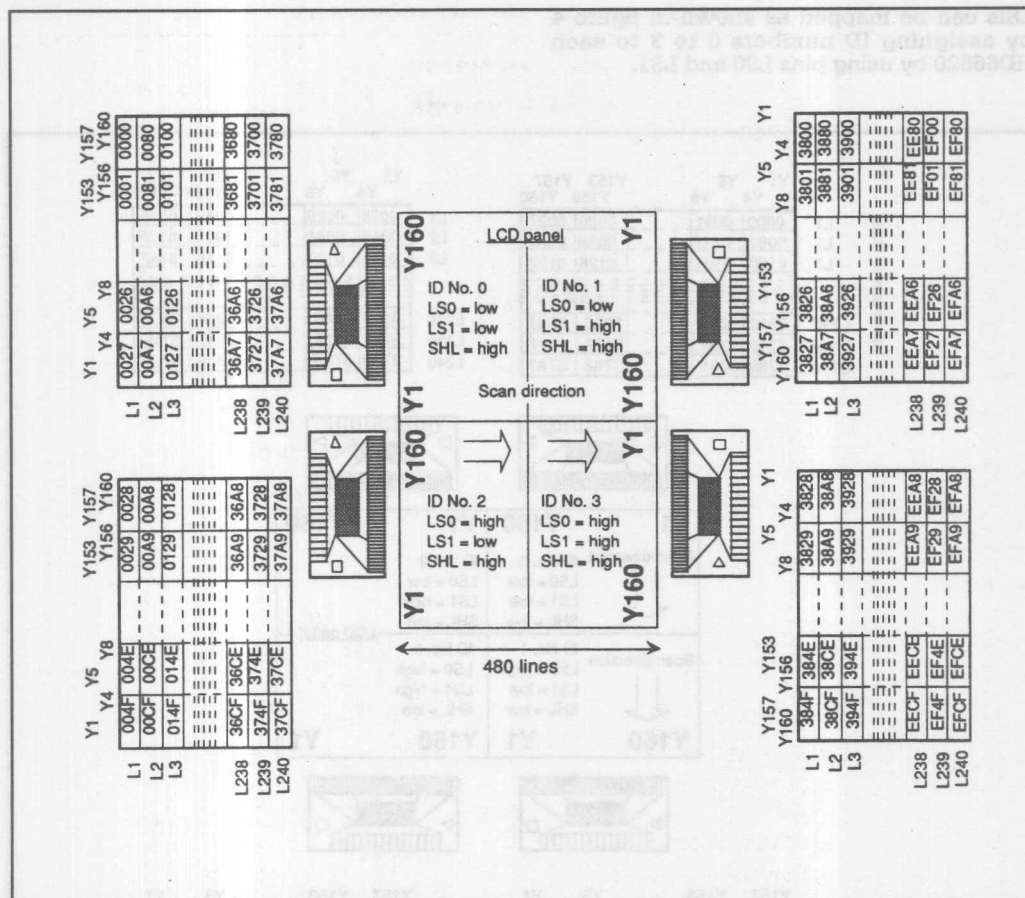 his can be mapped as shown in figure 4
by assigning ID numbers 0 to 3 to each
HD66520 by using pins LS0 and LS1.
Y1 Y5 Y153 Y157
Y4 Y8 Y156 Y160
L1 0027 0026 0001 0000
L2 00A7 00A6 0081 0080
L3 0127 0126 0101 0100
L238 36A7 36A6 3681 3680
L239 3727 3726 3701 3700
L240 37A7 37A6 3781 3780
Y157 Y153 Y5 Y1
Y160 Y156 Y8 Y4
L1 3827 3826 3801 3800
L2 38A7 38A6 3881 3880
L3 3927 3926 3901 3900
L238 EEA7 EEA6 EE81 EE80
L239 EF27 EF26 EF01 EF00
L240 EFA7 EFA6 EF81 EF80
LCD panel
Y160
Y1
ID No. 0
LS0 = low
LS1 = low
SHL = high
ID No. 1
LS0 = low
LS1 = high
SHL = high
Y1
Y160
Scan direction
Y160
Y1
ID No. 2
LS0 = high
LS1 = low
SHL = high
ID No. 3
LS0 = high
LS1 = high
SHL = high
Y1
Y160
480 lines
Y1 Y5 Y153 Y157
Y4 Y8 Y156 Y160
L1 004F 004E 0029 0028
L2 00CF 00CE 00A9 00A8
L3 014F 014E 0129 0128
L238 36CF 36CE 36A9 36A8
L239 374F 374E 3729 3728
L240 37CF 37CE 37A9 37A8
Y157 Y153 Y5 Y1
Y160 Y156 Y8 Y4
L1 384F 384E 3829 3828
L2 38CF 38CE 38A9 38A8
L3 394F 394E 3929 3928
L238 EECF EECE EEA9 EEA8
L239 EF4F EF4E EF29 EF28
L240 EFCF EFCE EFA9 EFA8